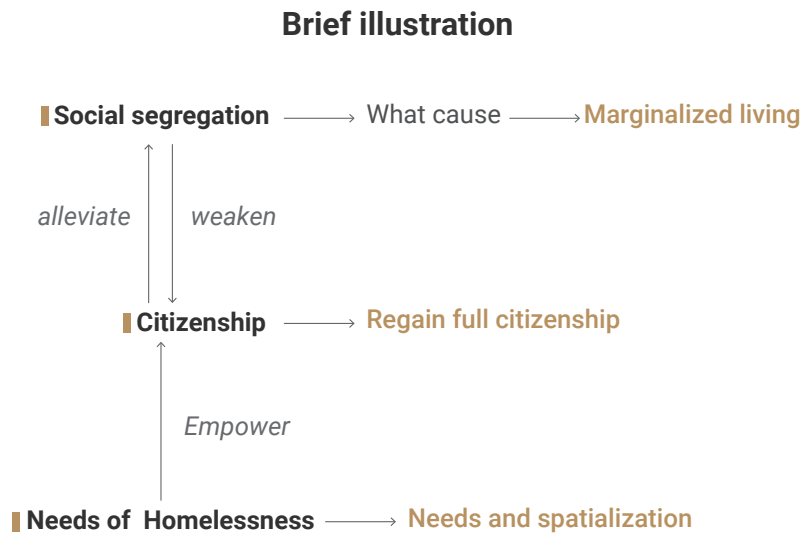 Brief illustration
Social segregation What cause Marginalized living
alleviate weaken
Citizenship Regain full citizenship
Empower
Needs of Homelessness Needs and spatialization